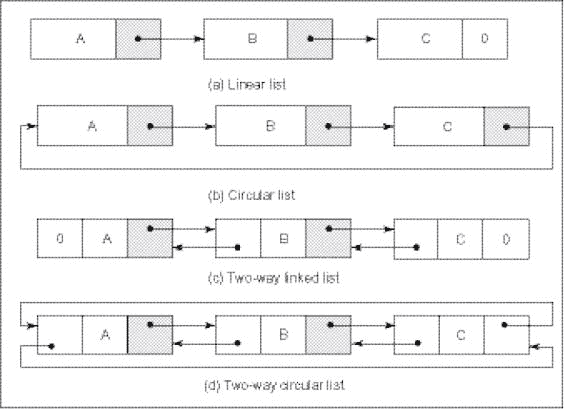 A B C 0
(a) Linear list
A B C
(b) Circular list
0 A B C 0
(c) Two-way linked list
A B C
(d) Two-way circular list